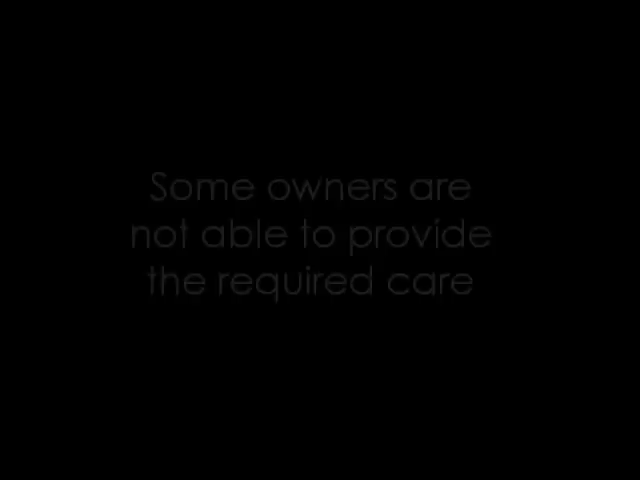 Some owners are
not able to provide
the required care